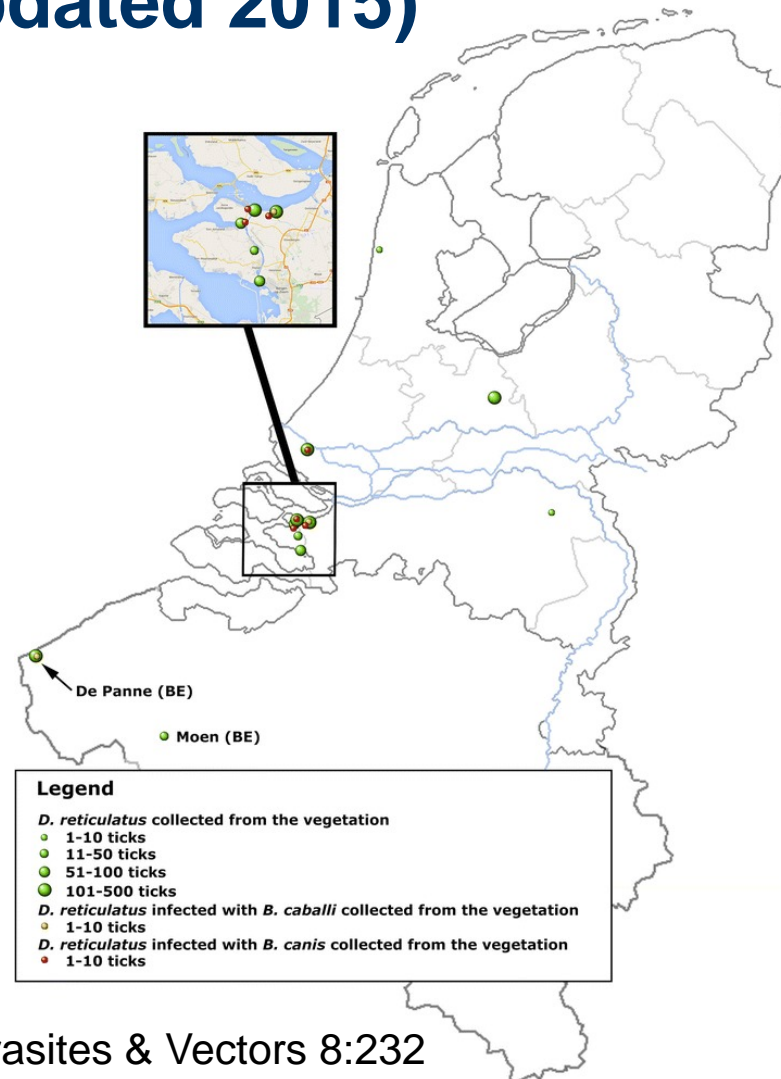 pdated 2015)
De Panne (BE)
Moen (BE)
Legend
D. reticulatus collected from the vegetation
1-10 ticks
11-50 ticks
51-100 ticks
101-500 ticks
D. reticulatus infected with B. caballi collected from the vegetation
1-10 ticks
D. reticulatus infected with B. canis collected from the vegetation
1-10 ticks
rasites & Vectors 8:232